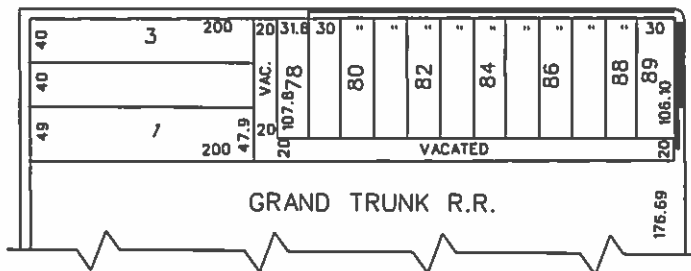 40 3 200 20 31.8 30 " " " " " " " " " 30
40 VAC. 107.8 78 80 82 84 86 88 89 106.10
49 1 200 47.9 20 20 VACATED 20
GRAND TRUNK R.R. 176.69